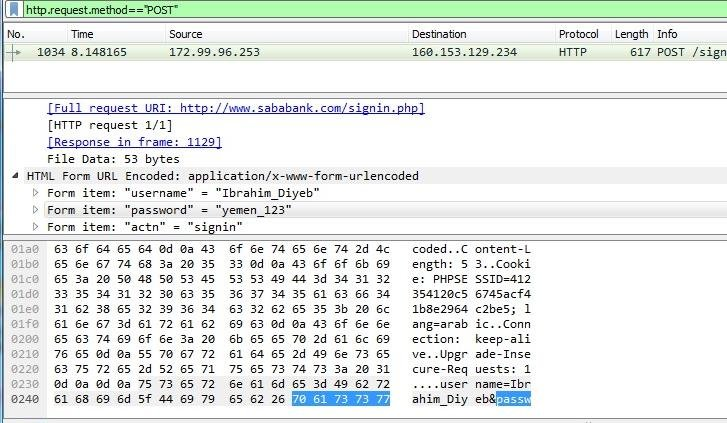 http.request.method=="POST"
No. Time Source Destination Protocol Length Info
1034 8.148165 172.99.96.253 160.153.129.234 HTTP 617 POST /sign
[Full request URI: http://www.sababank.com/signin.php]
[HTTP request 1/1]
[Response in frame: 1129]
File Data: 53 bytes
HTML Form URL Encoded: application/x-www-form-urlencoded
Form item: "username" = "Ibrahim_Diyeb"
Form item: "password" = "yemen_123"
Form item: "actn" = "signin"
01a0 63 6f 64 65 64 0d 0a 43 6f 6e 74 65 6e 74 2d 4c coded..C ontent-L
01b0 65 6e 67 74 68 3a 20 35 33 0d 0a 43 6f 6f 6b 69 ength: 5 3..Cooki
01c0 65 3a 20 50 48 50 53 45 53 53 49 44 3d 34 31 32 e: PHPSE SSID=412
01d0 33 35 34 31 32 30 63 35 36 37 34 35 61 63 66 34 354120c5 6745acf4
01e0 31 62 38 65 32 39 36 34 63 32 62 65 35 3b 20 6c 1b8e2964 c2be5; l
01f0 61 6e 67 3d 61 72 61 62 69 63 0d 0a 43 6f 6e 6e ang=arab ic..Conn
0200 65 63 74 69 6f 6e 3a 20 6b 65 65 70 2d 61 6c 69 ection: keep-ali
0210 76 65 0d 0a 55 70 67 72 61 64 65 2d 49 6e 73 65 ve..Upgr ade-Inse
0220 63 75 72 65 2d 52 65 71 75 65 73 74 73 3a 20 31 cure-Req uests: 1
0230 0d 0a 0d 0a 75 73 65 72 6e 61 6d 65 3d 49 62 72 ....user name=Ibr
0240 61 68 69 6d 5f 44 69 79 65 62 26 70 61 73 73 77 ahim_Diy eb&passw